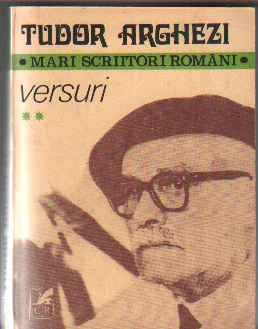 TUDOR ARGHEZI
• MARI SCRIITORI ROMÂNI •
versuri
**
CR